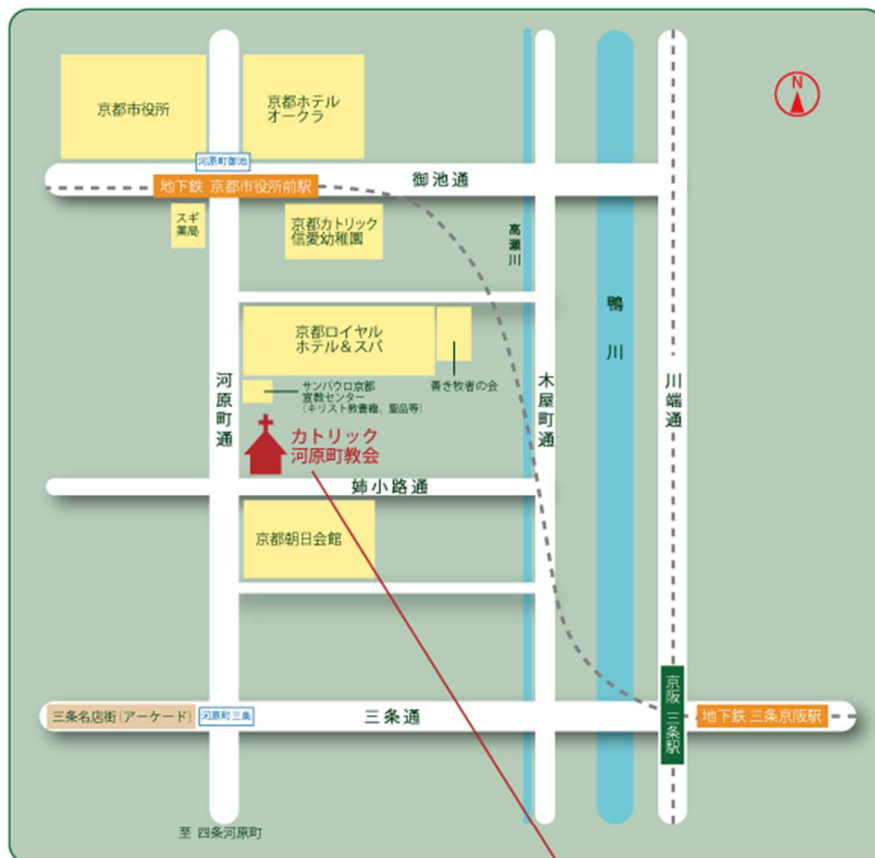 N
京都市役所
京都ホテル
オークラ
河原町御池
御池通
地下鉄 京都市役所前駅
スギ
薬局
京都カトリック
信愛幼稚園
高瀬川
鴨川
京都ロイヤル
ホテル&スパ
善き牧者の会
サンパウロ京都
宣教センター
(キリスト教書籍、聖品等)
河原町通
木屋町通
川端通
カトリック
河原町教会
姉小路通
京都朝日会館
京阪 三条駅
三条名店街(アーケード)
河原町三条
三条通
地下鉄 三条京阪駅
至 四条河原町